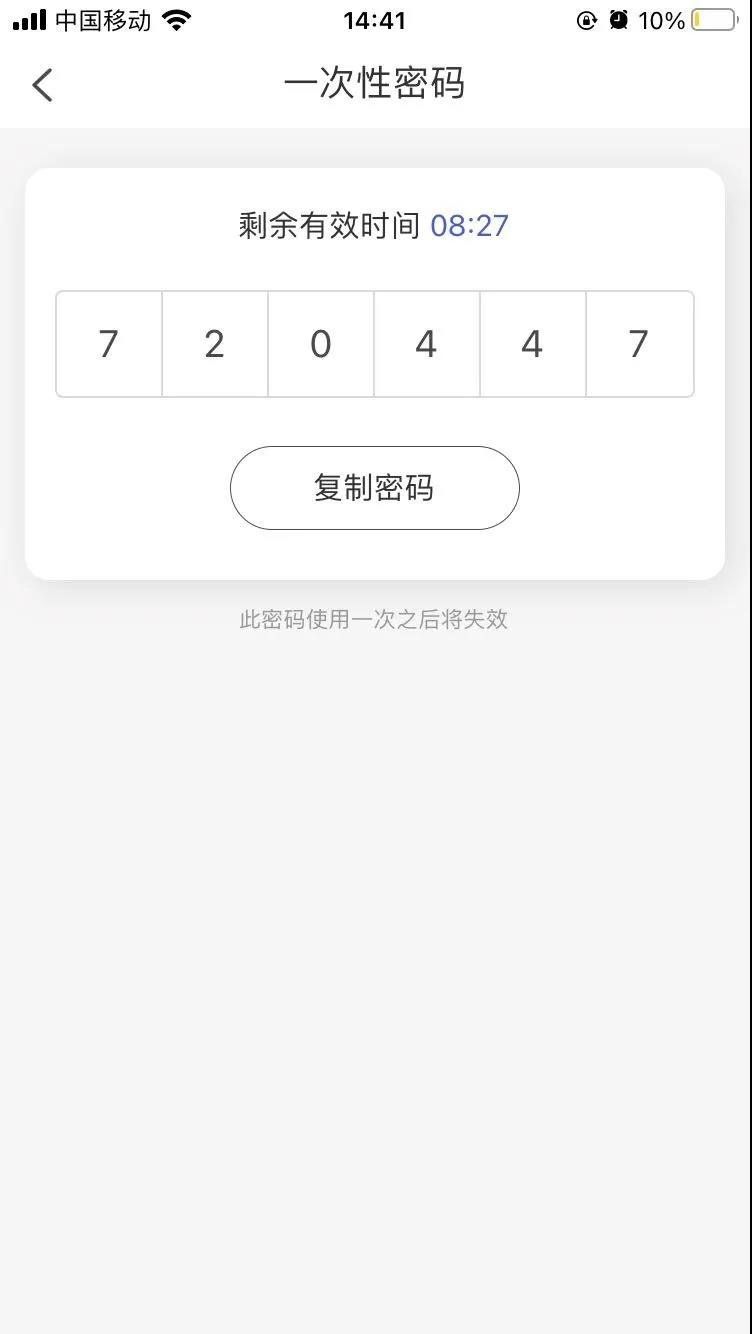 中国移动 14:41 10%
一次性密码
剩余有效时间 08:27
7 2 0 4 4 7
复制密码
此密码使用一次之后将失效